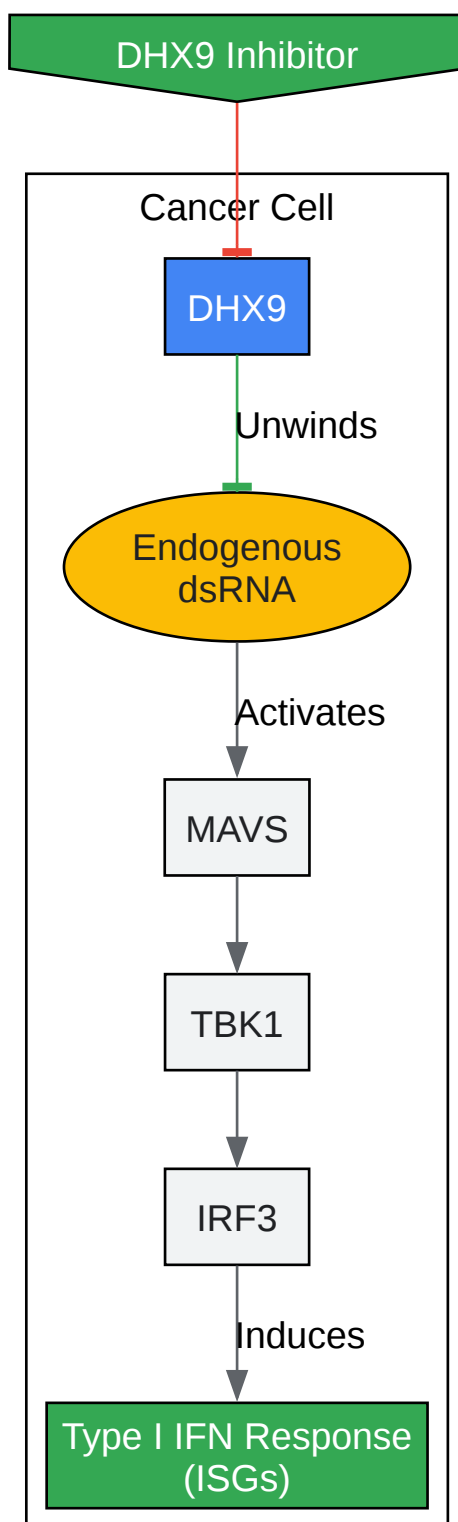 DHX9 Inhibitor
Cancer Cell
DHX9
Unwinds
Endogenous
dsRNA
Activates
MAVS
TBK1
IRF3
Induces
Type I IFN Response
(ISGs)